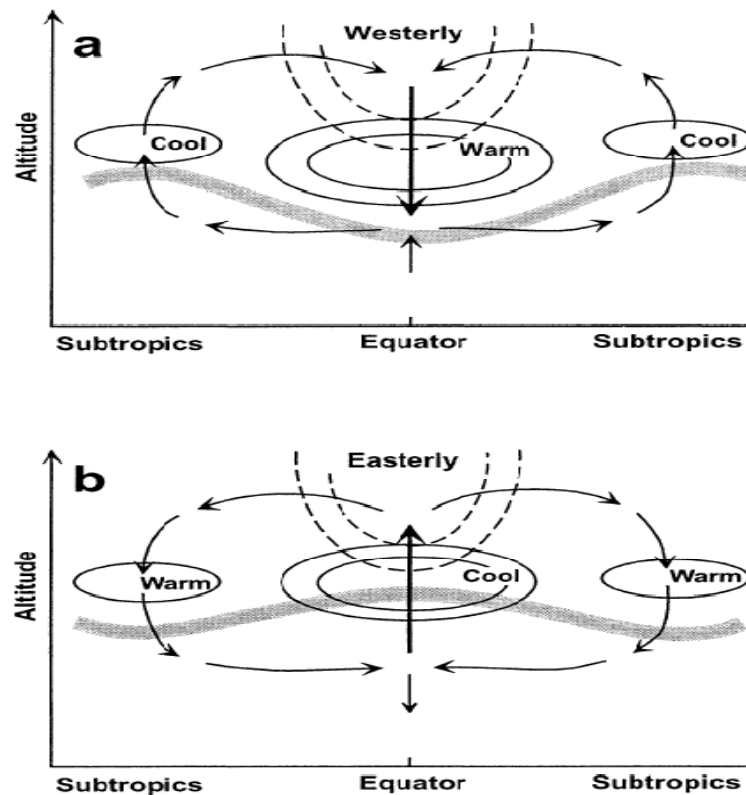 a
Westerly
Cool
Warm
Cool
Altitude
Subtropics Equator Subtropics
b
Easterly
Warm
Cool
Warm
Altitude
Subtropics Equator Subtropics